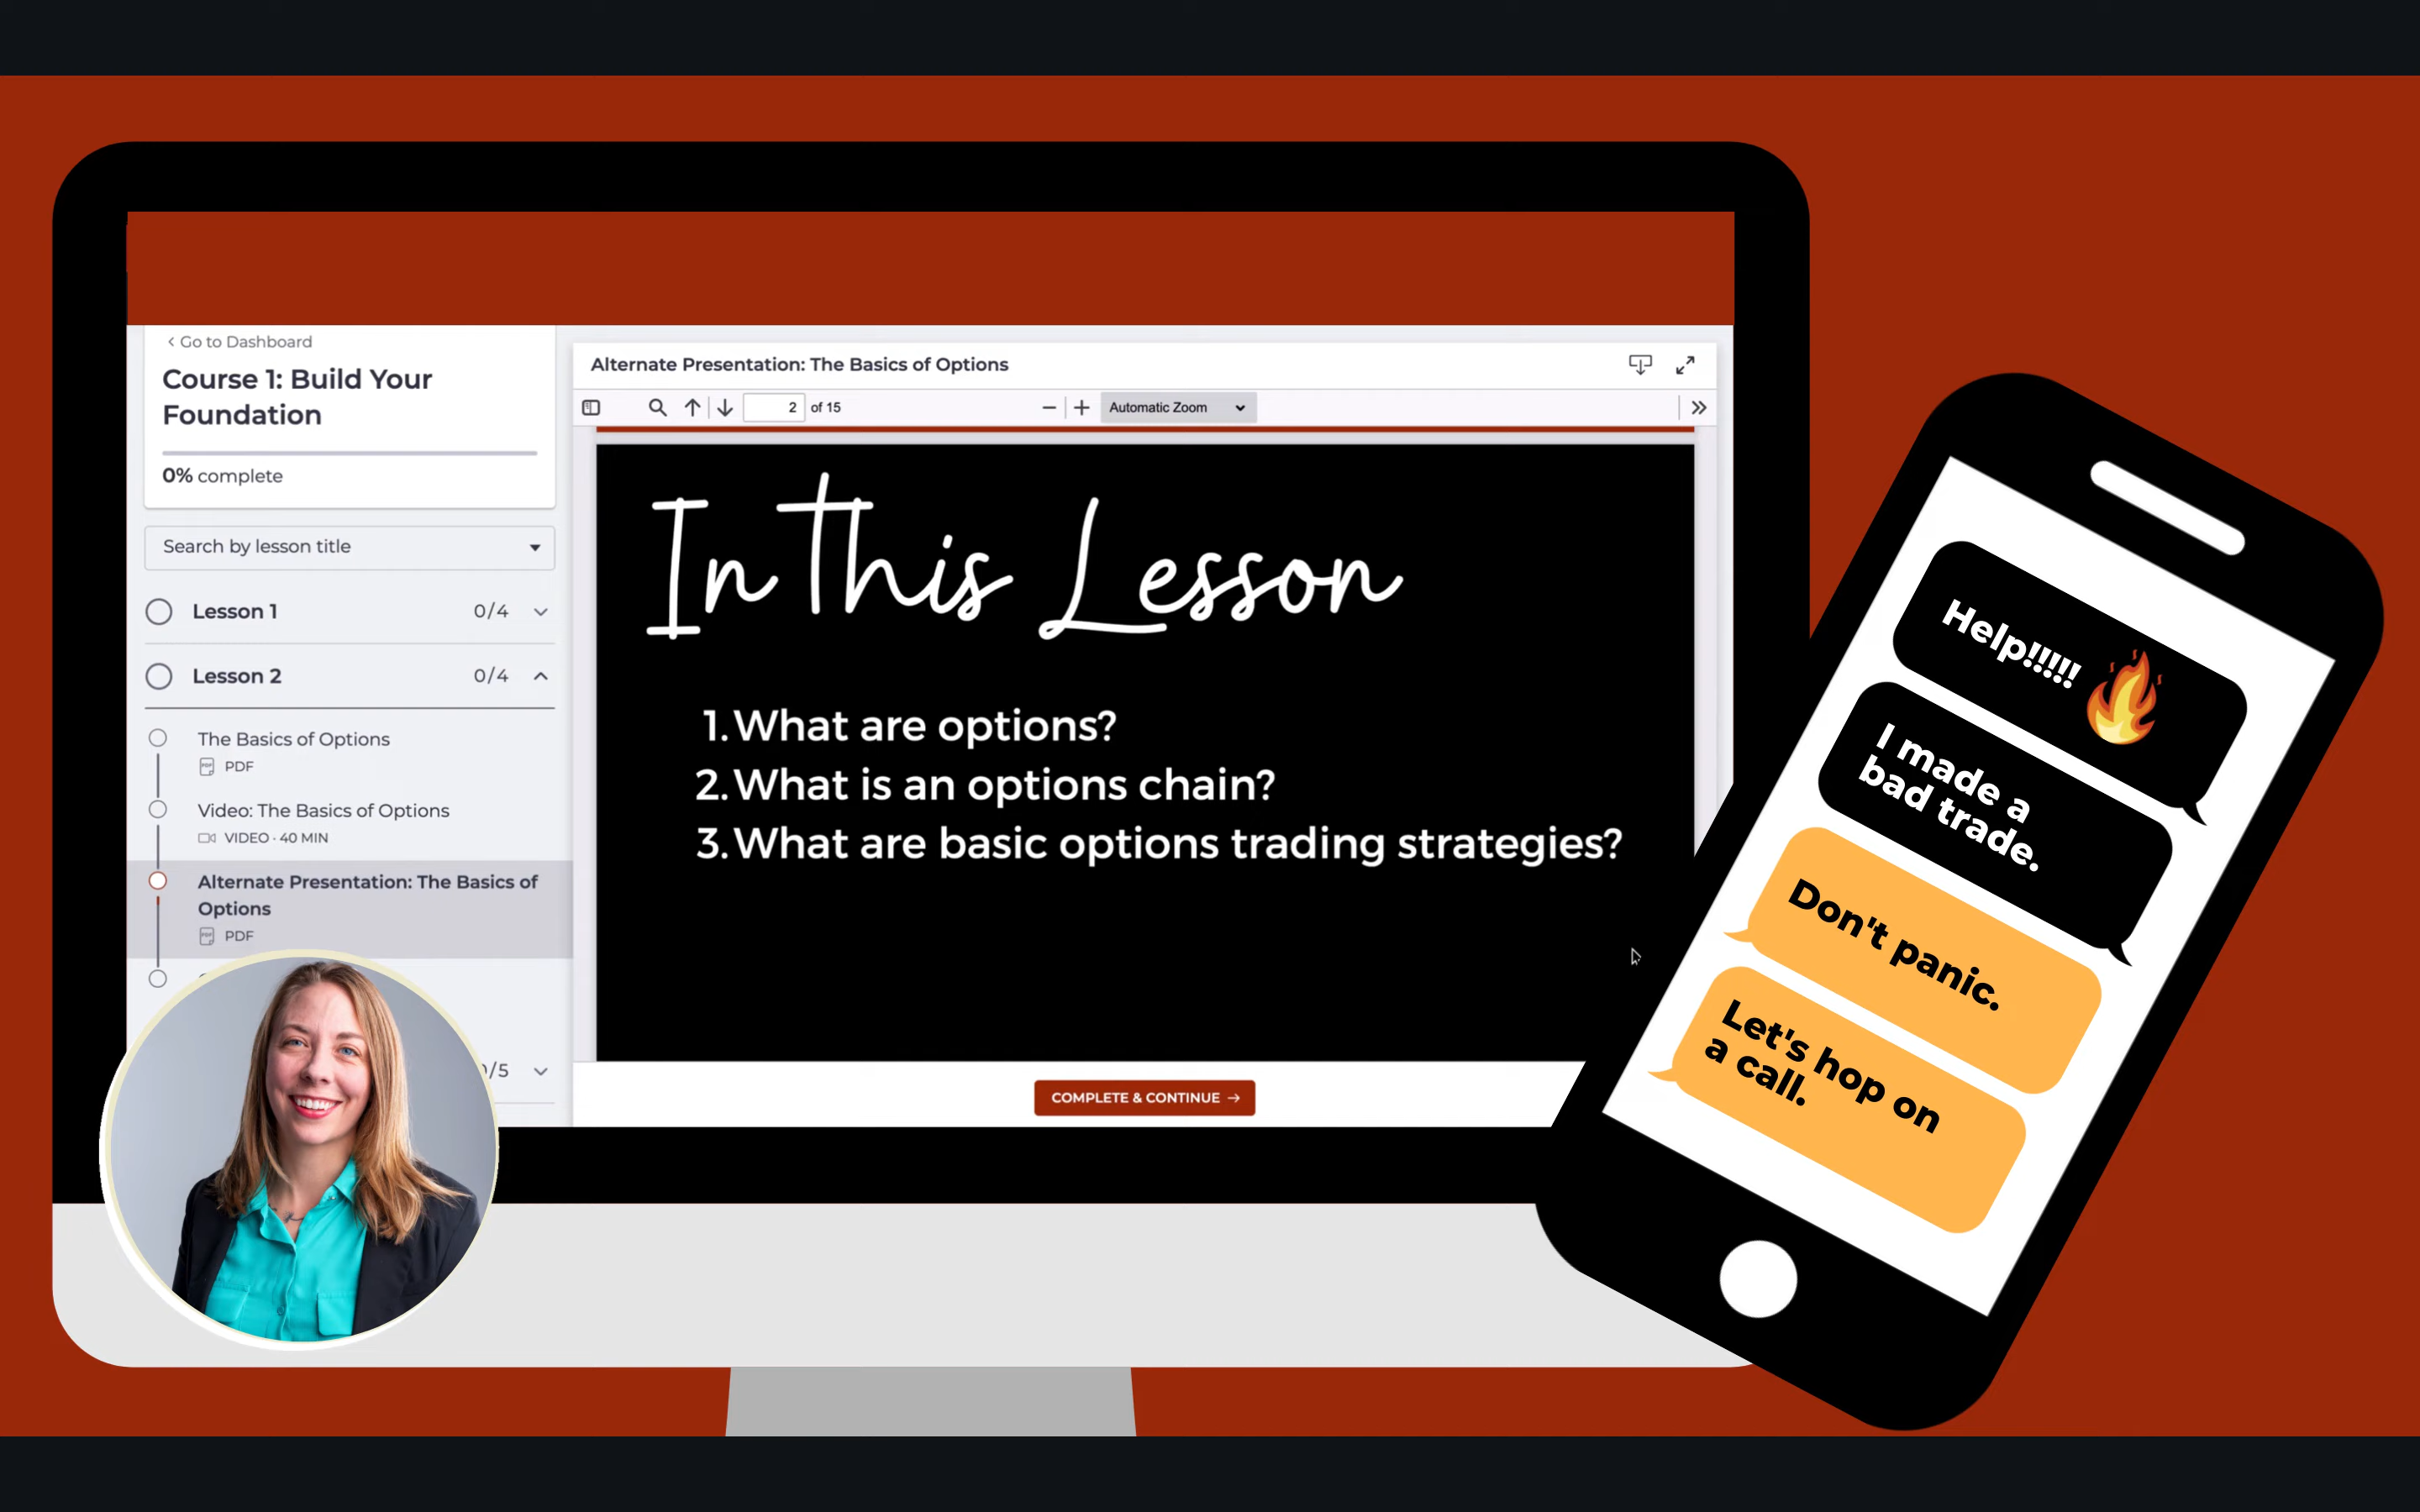 Go to Dashboard
Course 1: Build Your
Foundation
0% complete
Search by lesson title
Lesson 1 0/4
Lesson 2 0/4
The Basics of Options
PDF
Video: The Basics of Options
VIDEO · 40 MIN
Alternate Presentation: The Basics of
Options
PDF
/5
Alternate Presentation: The Basics of Options
2 of 15
Automatic Zoom
In this Lesson
1. What are options?
2. What is an options chain?
3. What are basic options trading strategies?
COMPLETE & CONTINUE →
Help!!!!! 🔥
I made a
bad trade.
Don't panic.
Let's hop on
a call.